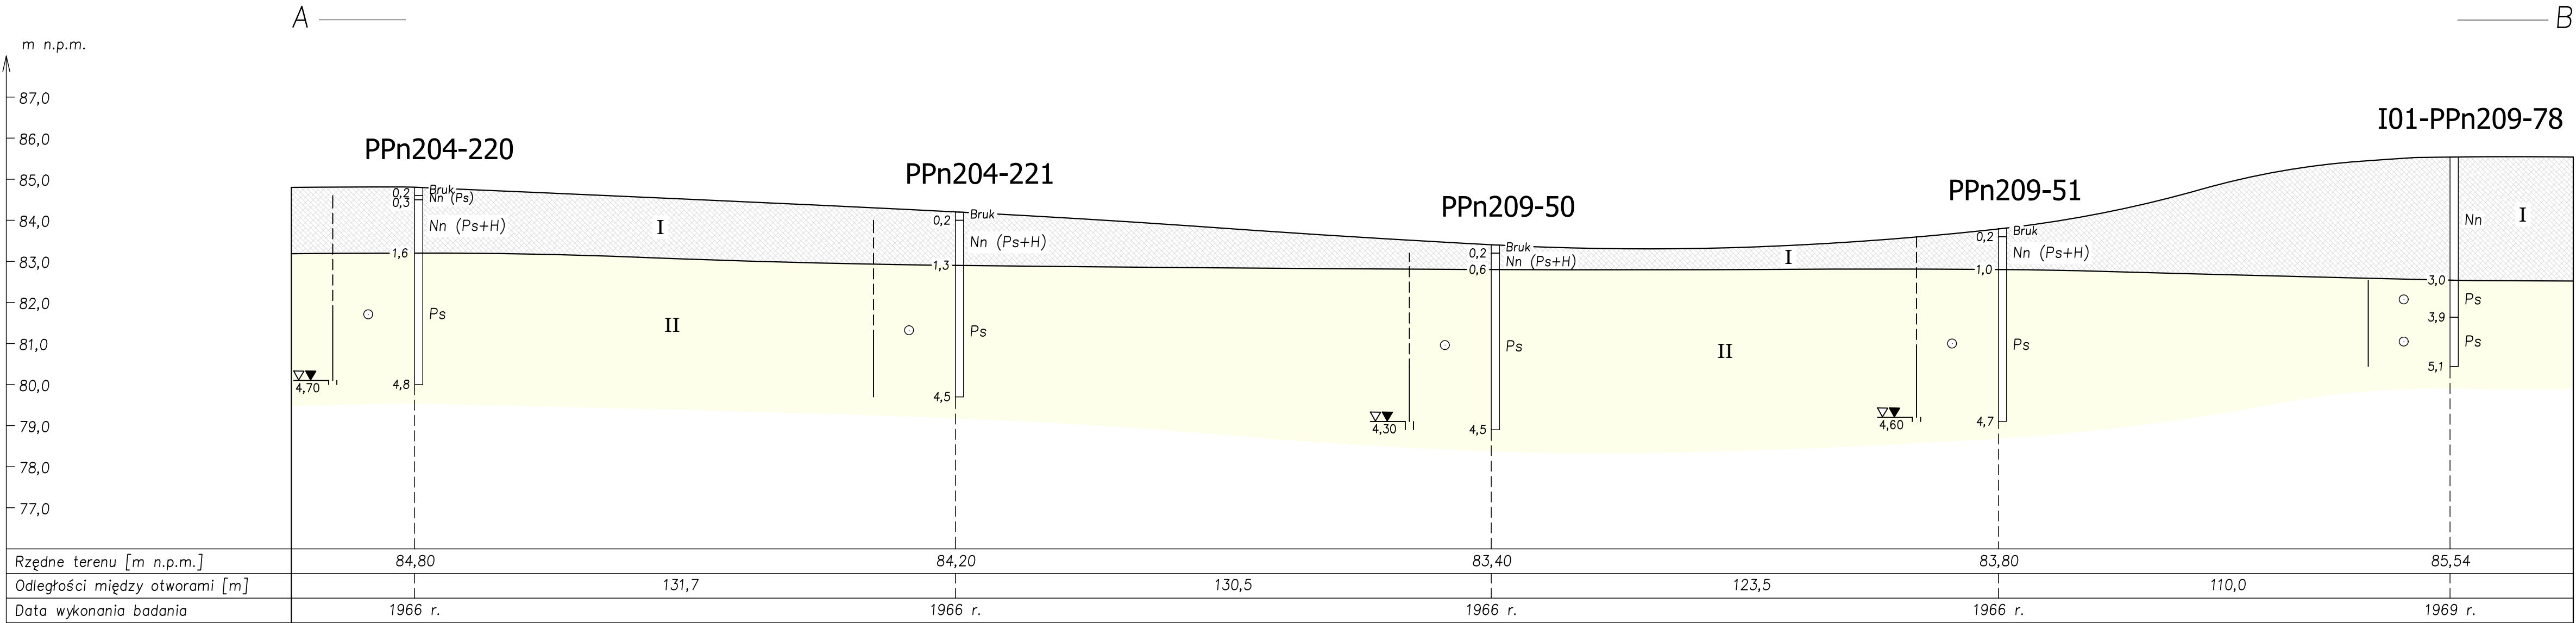 A
B
m n.p.m.
87,0
86,0
85,0
84,0
83,0
82,0
81,0
80,0
79,0
78,0
77,0
PPn204-220
0,2 Bruk
0,3 Nn (Ps)
Nn (Ps+H)
1,6
Ps
4,70
4,8
I
II
PPn204-221
0,2 Bruk
Nn (Ps+H)
1,3
Ps
4,5
PPn209-50
0,2 Bruk
0,6 Nn (Ps+H)
Ps
4,30
4,5
I
II
PPn209-51
0,2 Bruk
Nn (Ps+H)
1,0
Ps
4,60
4,7
I01-PPn209-78
Nn
I
3,0
Ps
3,9
Ps
5,1
Rzędne terenu [m n.p.m.] 84,80 84,20 83,40 83,80 85,54
Odległości między otworami [m] 131,7 130,5 123,5 110,0
Data wykonania badania 1966 r. 1966 r. 1966 r. 1966 r. 1969 r.